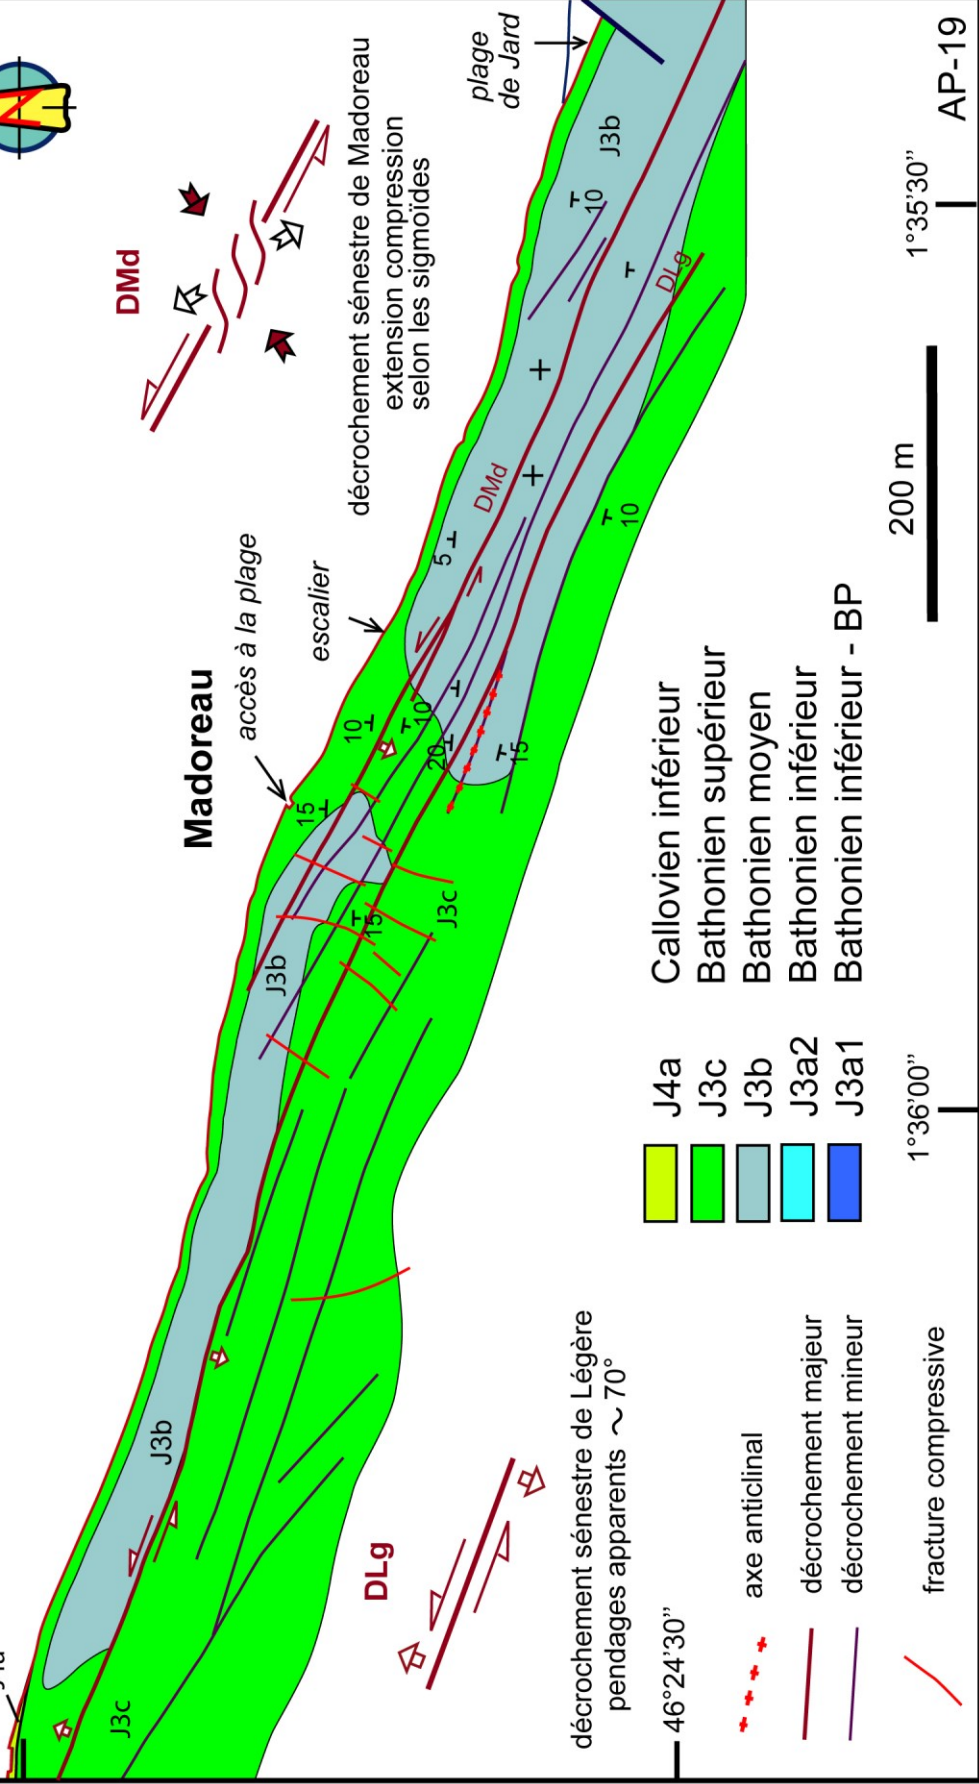 N
DMd
décrochement sénestre de Madoreau
extension compression
selon les sigmoïdes
plage
de Jard
Madoreau
accès à la plage
escalier
J3b
10
DLg
DMd
5
10
10
10
20
15
15
15
J3b
J3c
J3b
J3c
DLg
décrochement sénestre de Légère
pendages apparents ~ 70°
46°24'30"
J4a Callovien inférieur
J3c Bathonien supérieur
J3b Bathonien moyen
J3a2 Bathonien inférieur
J3a1 Bathonien inférieur - BP
axe anticlinal
décrochement majeur
décrochement mineur
fracture compressive
200 m
1°36'00"
1°35'30"
AP-19